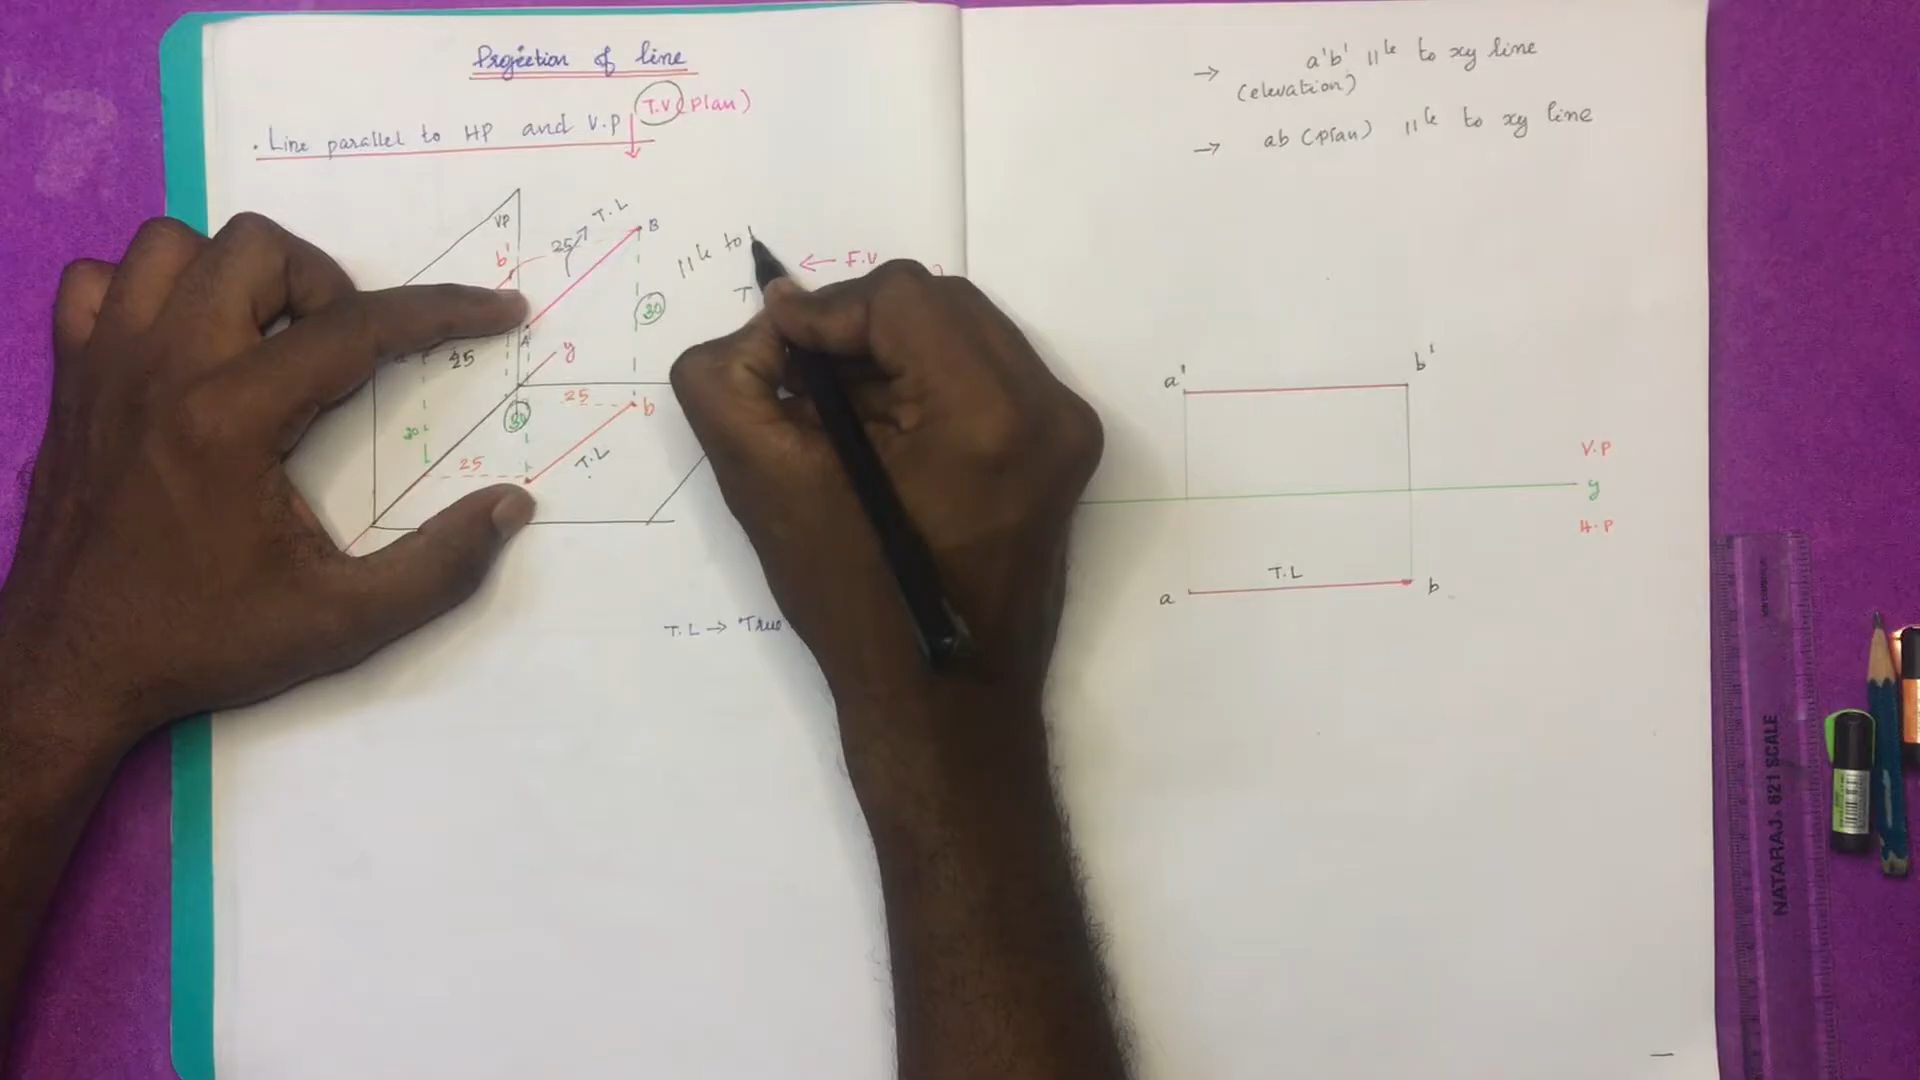 Projection of line
T.V (Plan)
. Line parallel to HP and V.P
VP
T.L
B
b'
25
11le to
← F.V
T
30
A
25
y
30
25
b
30
25
T.L
T.L → True
→ a'b' 11le to xy line
(elevation)
→ ab (plan) 11le to xy line
a'
b'
V.P
y
H.P
T.L
a
b
NATARAJ 621 SCALE